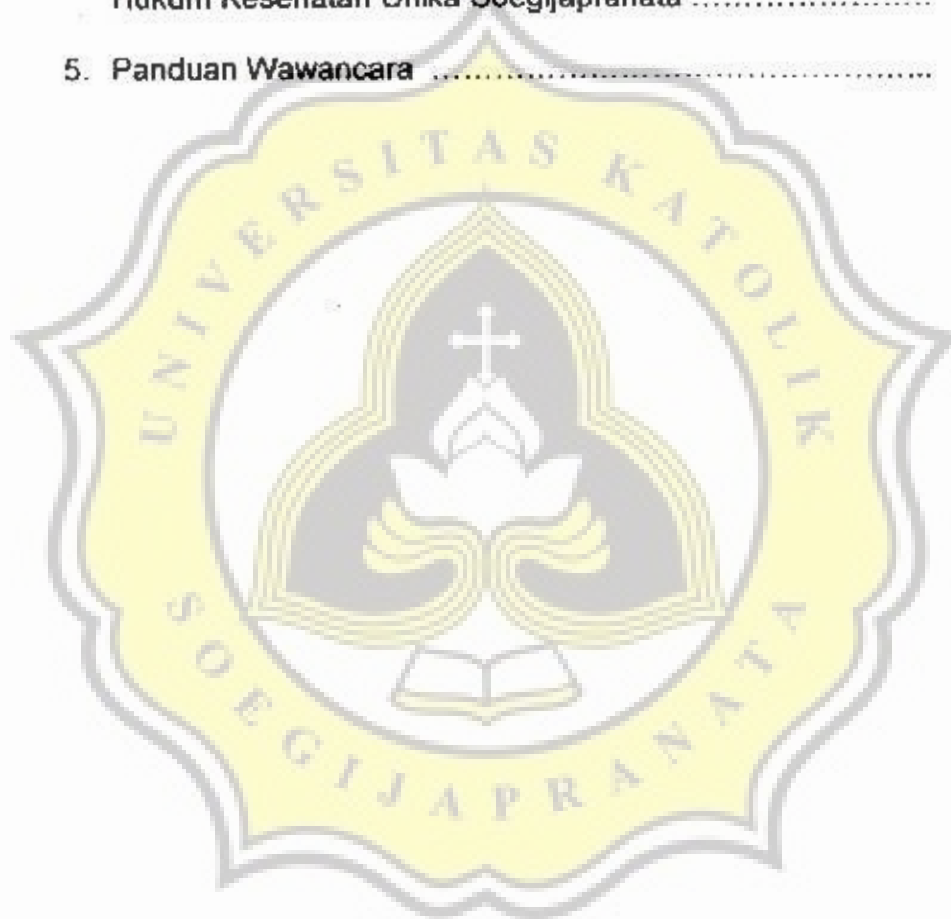 Hukum Kesehatan Unika Soegijapranata ........................
5. Panduan Wawancara ..................................................
UNIVERSITAS KATOLIK
SOEGIJAPRANATA